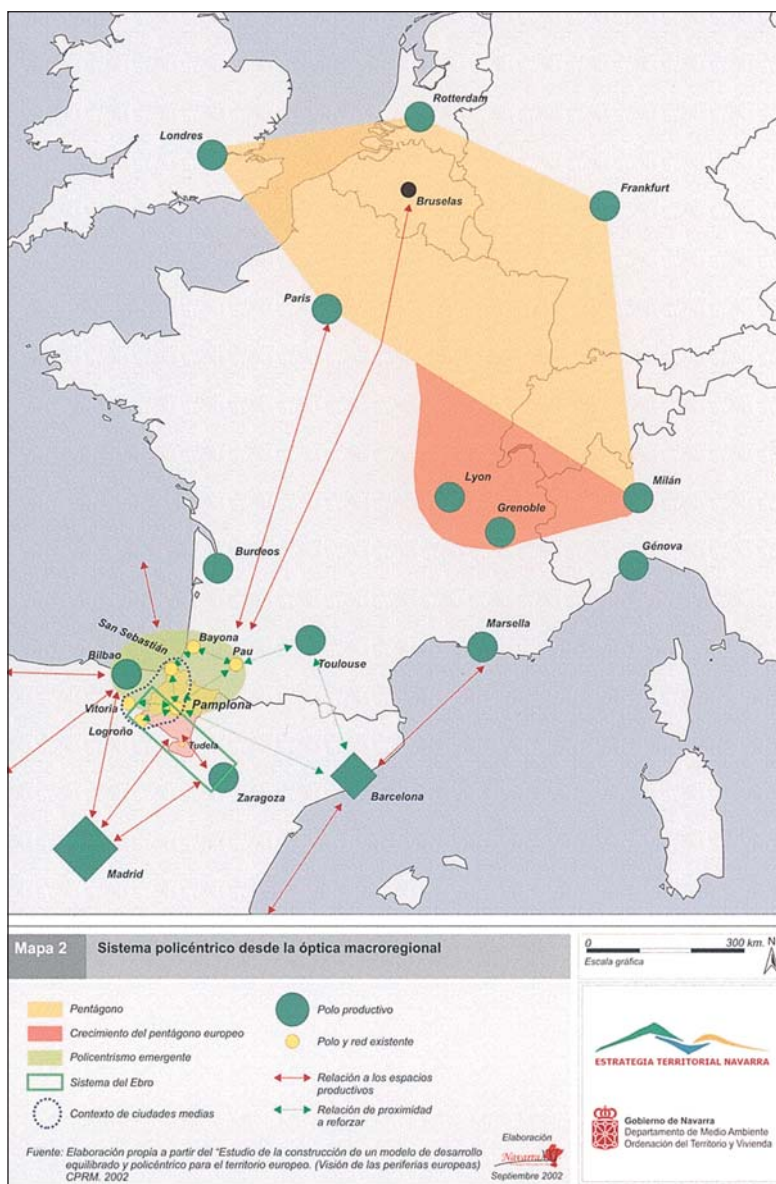 Rotterdam
Londres
Bruselas
Frankfurt
París
Lyon
Milán
Grenoble
Génova
Burdeos
Marsella
San Sebastián
Bayona
Pau
Bilbao
Toulouse
Vitoria
Pamplona
Logroño
Tudela
Zaragoza
Barcelona
Madrid
Mapa 2 Sistema policéntrico desde la óptica macroregional
0 300 km. N
Escala gráfica
Pentágono
Crecimiento del pentágono europeo
Policentrismo emergente
Sistema del Ebro
Contexto de ciudades medias
Polo productivo
Polo y red existente
Relación a los espacios
productivos
Relación de proximidad
a reforzar
Fuente: Elaboración propia a partir del "Estudio de la construcción de un modelo de desarrollo
equilibrado y policéntrico para el territorio europeo. (Visión de las periferias europeas)
CPRM. 2002
Elaboración
Navarra
Septiembre 2002
ESTRATEGIA TERRITORIAL NAVARRA
Gobierno de Navarra
Departamento de Medio Ambiente
Ordenación del Territorio y Vivienda